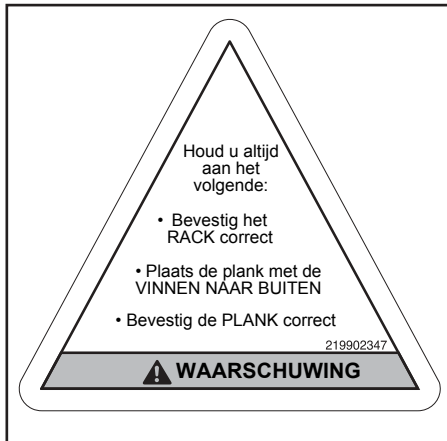 Houd u altijd
aan het
volgende:
• Bevestig het
RACK correct
• Plaats de plank met de
VINNEN NAAR BUITEN
• Bevestig de PLANK correct
219902347
WAARSCHUWING